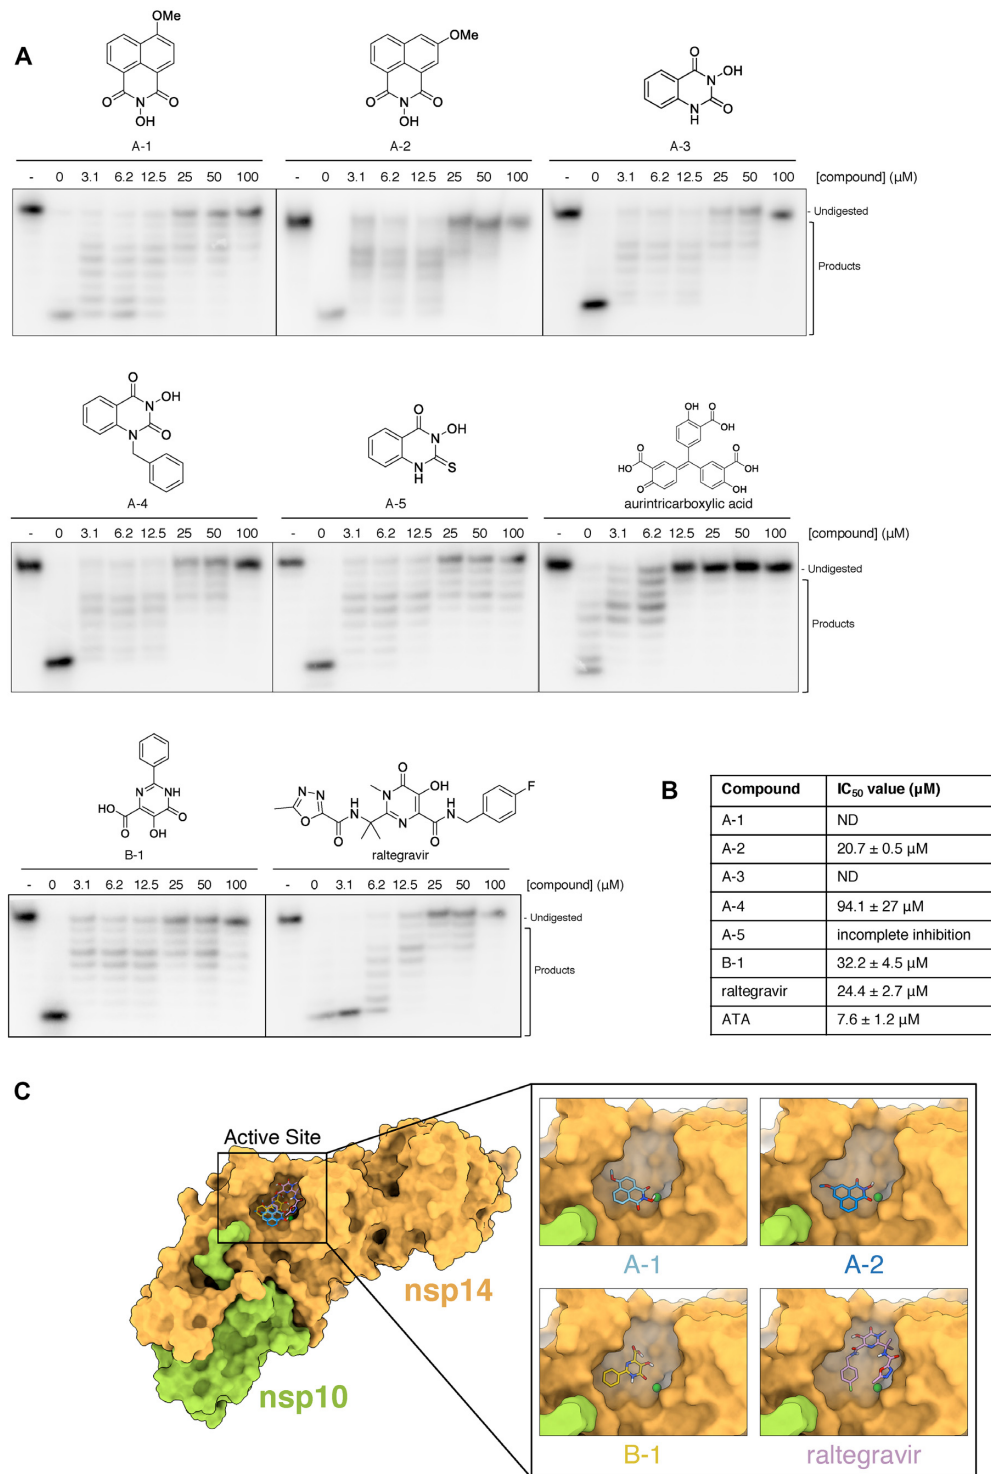 A
OMe
O
N
O
OH
A-1
OMe
O
N
O
OH
A-2
O
N
OH
N
H
O
A-3
- 0 3.1 6.2 12.5 25 50 100
- 0 3.1 6.2 12.5 25 50 100
- 0 3.1 6.2 12.5 25 50 100
[compound] (µM)
- Undigested
Products
O
N
OH
N
O
A-4
O
N
OH
NH
S
A-5
OH
O
OH
O
HO
O
O
OH
OH
aurintricarboxylic acid
- 0 3.1 6.2 12.5 25 50 100
- 0 3.1 6.2 12.5 25 50 100
- 0 3.1 6.2 12.5 25 50 100
[compound] (µM)
- Undigested
Products
N
NH
HO
O
O
OH
B-1
N-N
O
O
H
N
N
O
OH
N
O
H
N
F
raltegravir
- 0 3.1 6.2 12.5 25 50 100
- 0 3.1 6.2 12.5 25 50 100
[compound] (µM)
- Undigested
Products
B
Compound IC50 value (µM)
A-1 ND
A-2 20.7 ± 0.5 µM
A-3 ND
A-4 94.1 ± 27 µM
A-5 incomplete inhibition
B-1 32.2 ± 4.5 µM
raltegravir 24.4 ± 2.7 µM
ATA 7.6 ± 1.2 µM
C
Active Site
nsp14
nsp10
A-1
A-2
B-1
raltegravir